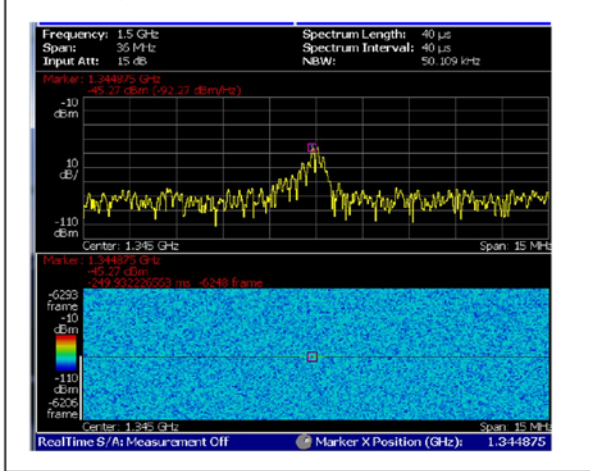 Frequency: 1.5 GHz Spectrum Length: 40 µs
Span: 36 MHz Spectrum Interval: 40 µs
Input Att: 15 dB NBW: 50.109 kHz
Marker: 1.344875 GHz
-45.27 dBm (-92.27 dBm/Hz)
-10
dBm
10
dB/
-110
dBm
Center: 1.345 GHz Span: 15 MHz
Marker: 1.344875 GHz
-45.27 dBm
-249.932226553 ms -6248 frame
-6293
frame
-10
dBm
-110
dBm
-6206
frame
Center: 1.345 GHz Span: 15 MHz
RealTime S/A: Measurement Off Marker X Position (GHz): 1.344875